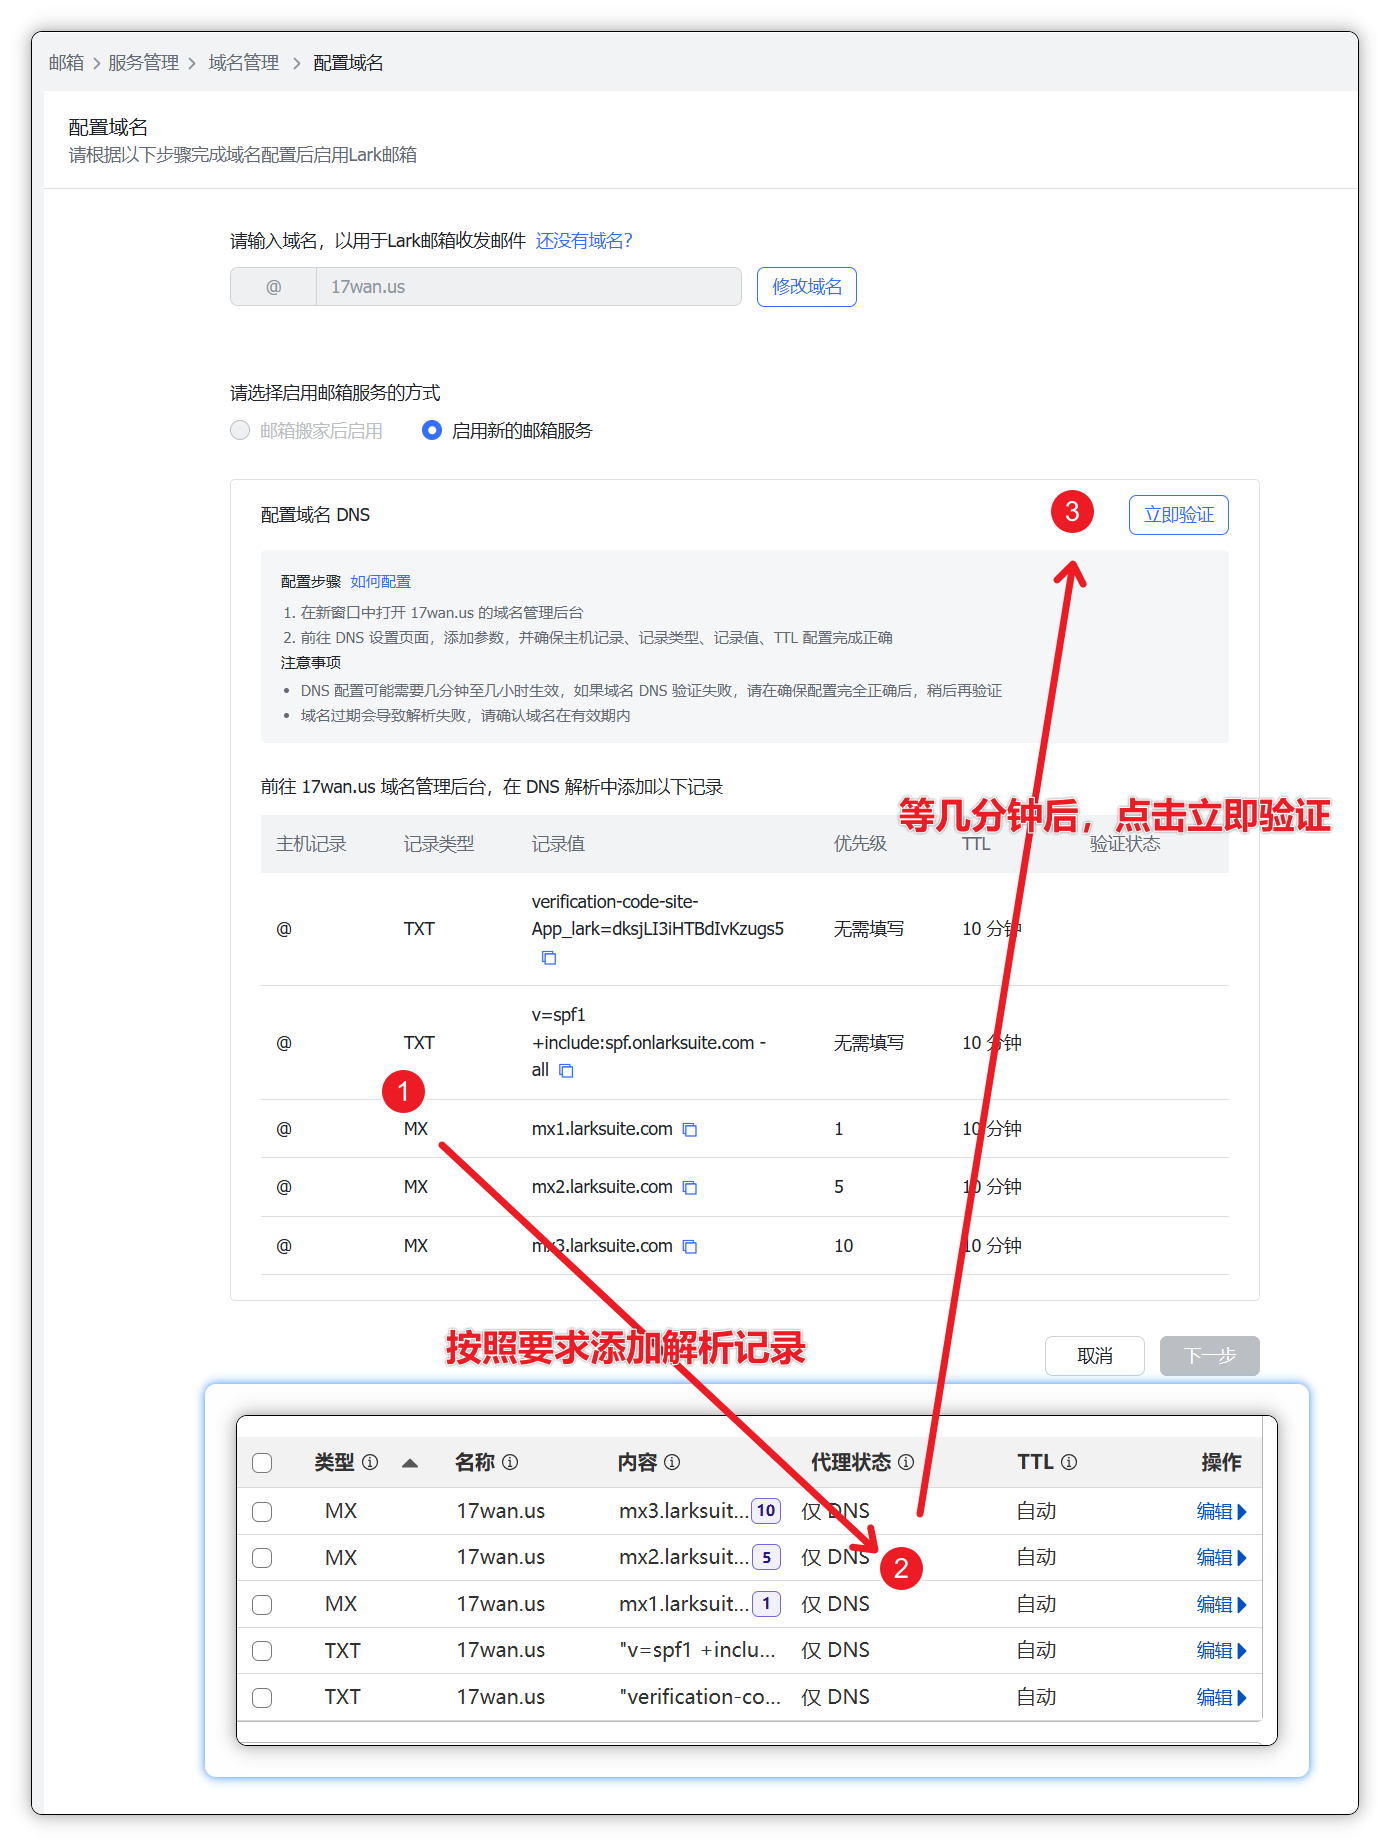 邮箱 > 服务管理 > 域名管理 > 配置域名
配置域名
请根据以下步骤完成域名配置后启用Lark邮箱
请输入域名，以用于Lark邮箱收发邮件 还没有域名?
@ 17wan.us 修改域名
请选择启用邮箱服务的方式
邮箱搬家后启用 启用新的邮箱服务
配置域名 DNS 3 立即验证
配置步骤 如何配置
1. 在新窗口中打开 17wan.us 的域名管理后台
2. 前往 DNS 设置页面，添加参数，并确保主机记录、记录类型、记录值、TTL 配置完成正确
注意事项
• DNS 配置可能需要几分钟至几小时生效，如果域名 DNS 验证失败，请在确保配置完全正确后，稍后再验证
• 域名过期会导致解析失败，请确认域名在有效期内
前往 17wan.us 域名管理后台，在 DNS 解析中添加以下记录
等几分钟后，点击立即验证
主机记录 记录类型 记录值 优先级 TTL 验证状态
@ TXT verification-code-site-
App_lark=dksjLI3iHTBdIvKzugs5 无需填写 10 分钟
@ TXT v=spf1
+include:spf.onlarksuite.com -
all 无需填写 10 分钟
1
@ MX mx1.larksuite.com 1 10 分钟
@ MX mx2.larksuite.com 5 10 分钟
@ MX mx3.larksuite.com 10 10 分钟
按照要求添加解析记录
取消 下一步
类型 名称 内容 代理状态 TTL 操作
MX 17wan.us mx3.larksuit... 10 仅 DNS 自动 编辑
MX 17wan.us mx2.larksuit... 5 仅 DNS 自动 编辑
2
MX 17wan.us mx1.larksuit... 1 仅 DNS 自动 编辑
TXT 17wan.us "v=spf1 +inclu... 仅 DNS 自动 编辑
TXT 17wan.us "verification-co... 仅 DNS 自动 编辑